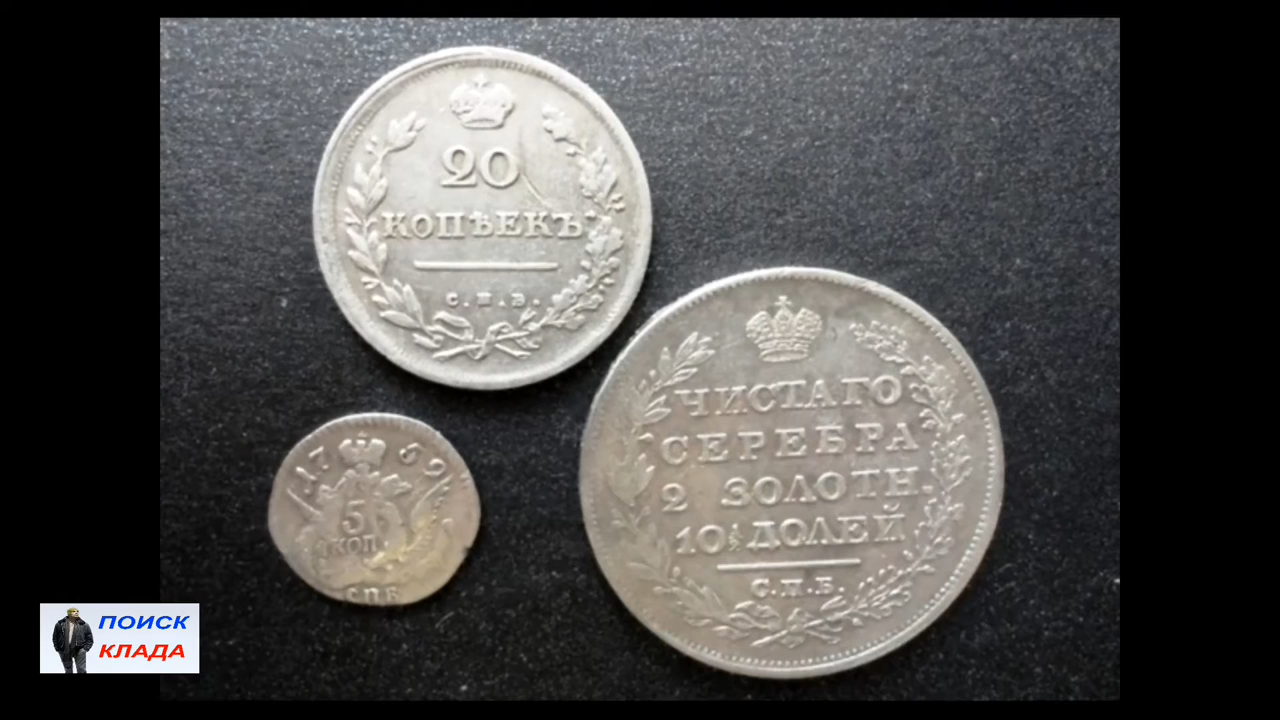 20
КОПѢЕКЪ
С.П.Б.
1759
5
КОП
СПБ
ЧИСТАГО
СЕРЕБРА
2 ЗОЛОТН.
10½ ДОЛЕЙ
С.П.Б.
ПОИСК
КЛАДА